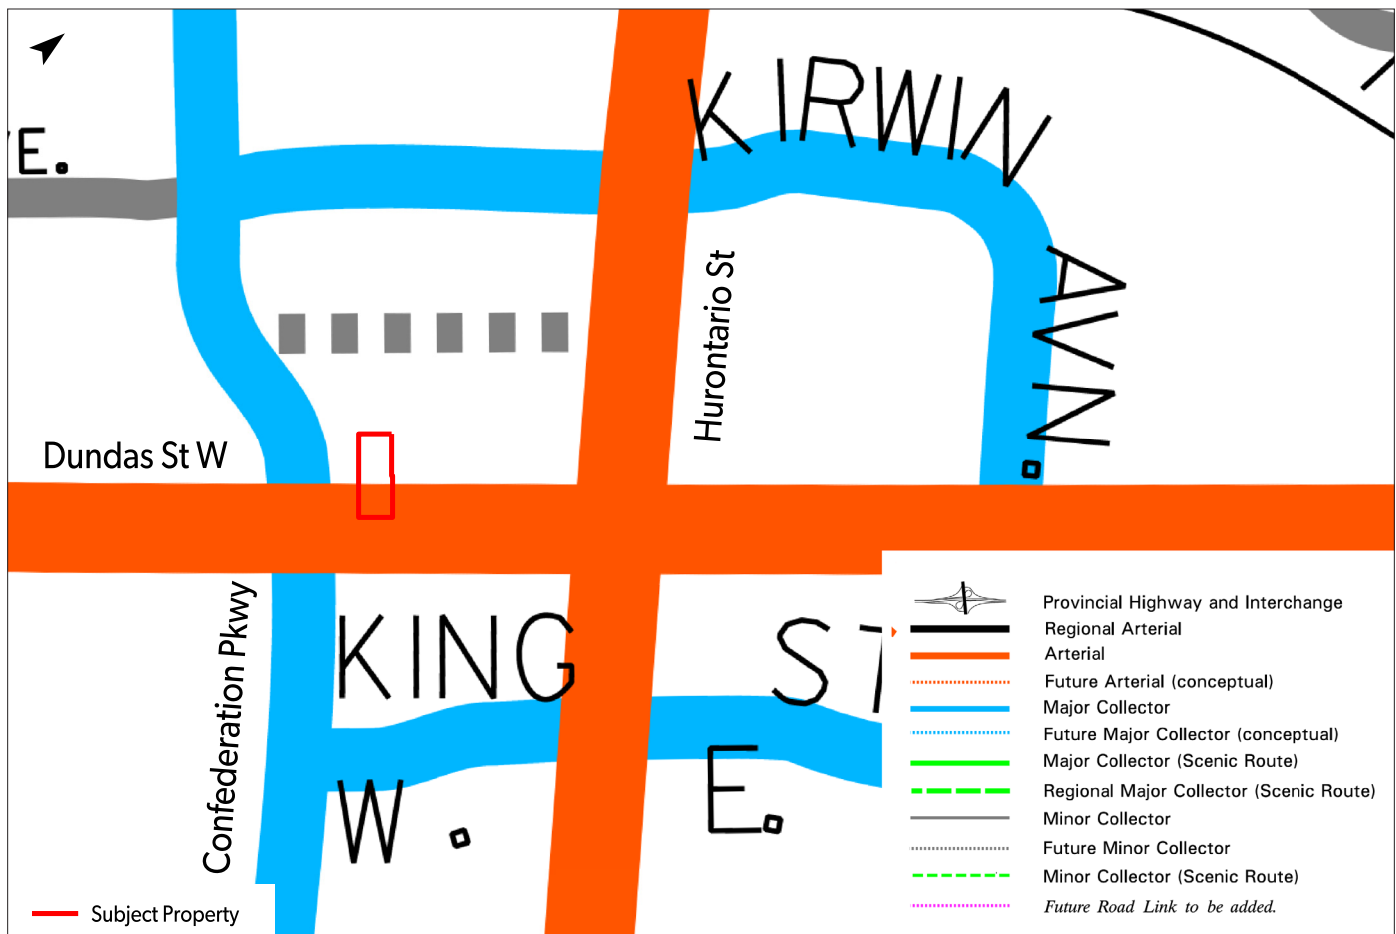 KIRWIN
E.
AVN.
Hurontario St
Dundas St W
Confederation Pkwy
KING
ST
W.
E.
Provincial Highway and Interchange
Regional Arterial
Arterial
Future Arterial (conceptual)
Major Collector
Future Major Collector (conceptual)
Major Collector (Scenic Route)
Regional Major Collector (Scenic Route)
Minor Collector
Future Minor Collector
Minor Collector (Scenic Route)
Future Road Link to be added.
Subject Property